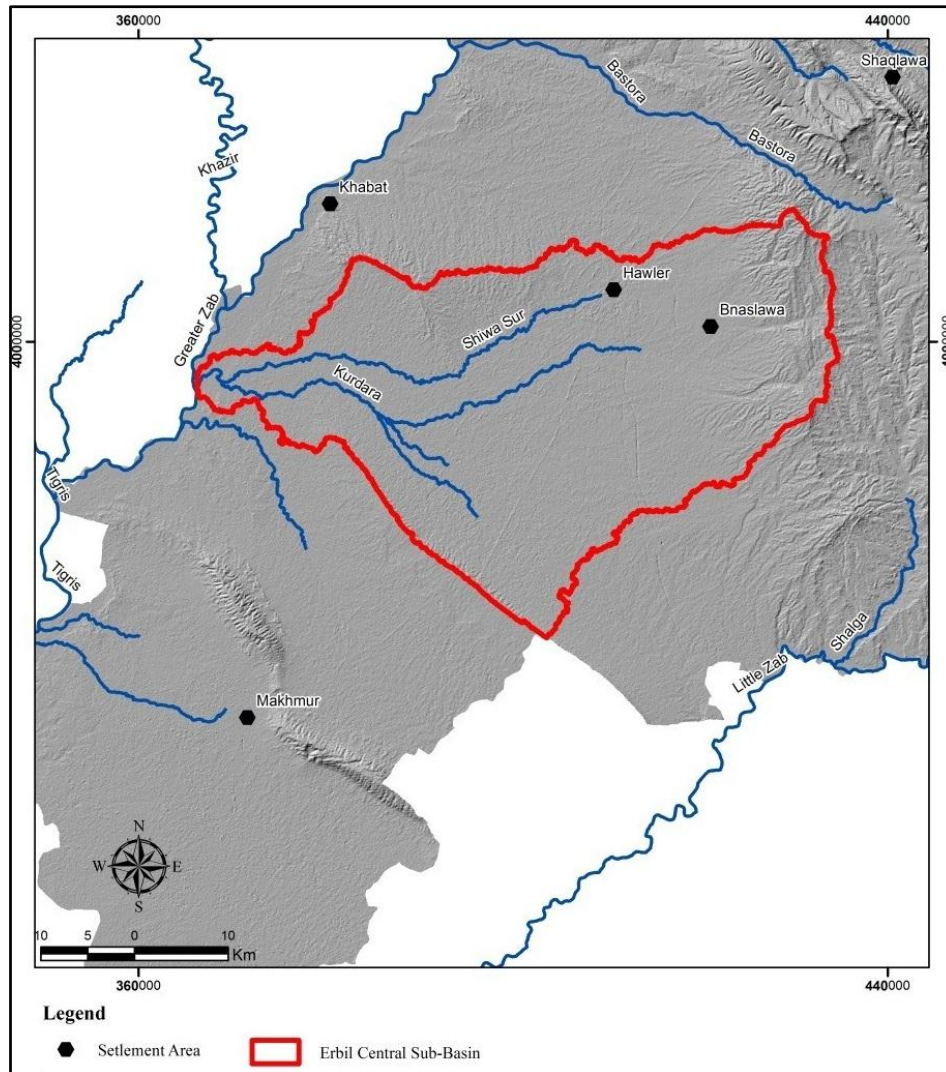 360000
440000
Shaqlawa
Bastora
Bastora
Khazir
Khabat
Hawler
Bnaslawa
Shiwa Sur
Greater Zab
4000000
4000000
Kurdara
Tigris
Tigris
Shalga
Little Zab
Makhmur
N
W
E
S
10 5 0 10
Km
360000
440000
Legend
Setlement Area
Erbil Central Sub-Basin